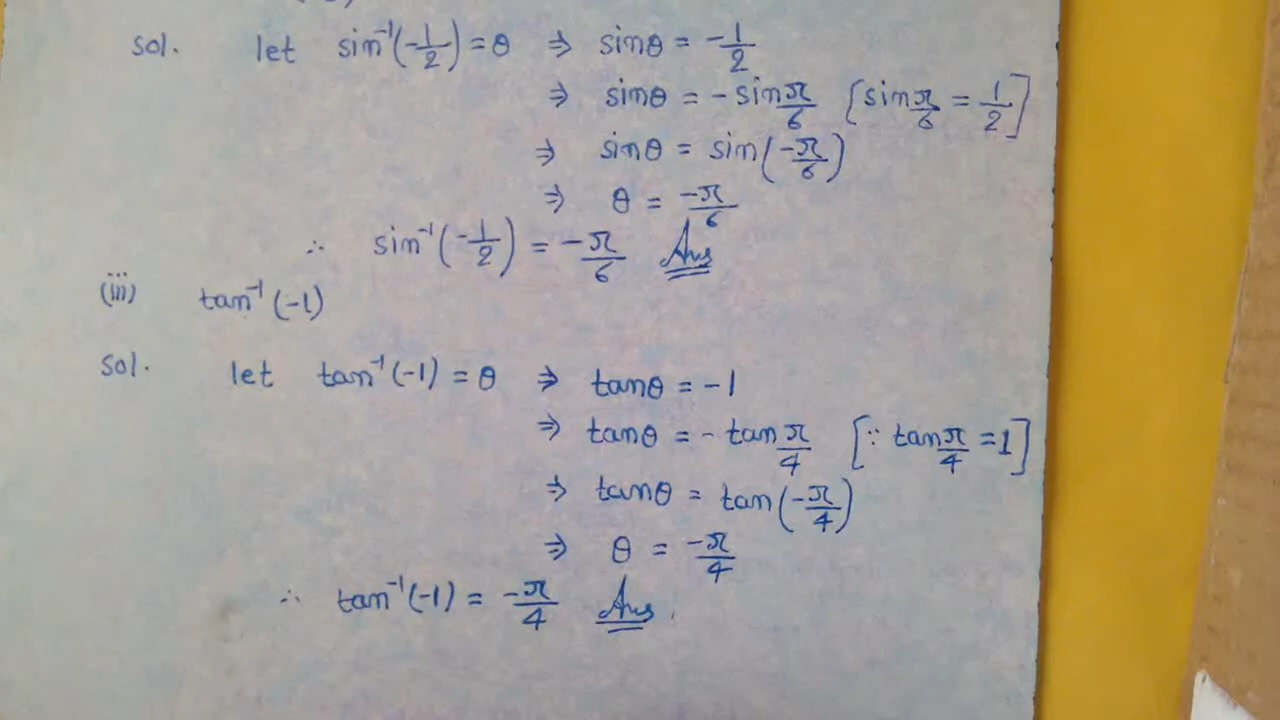 sol. let sin⁻¹(-1/2) = θ ⇒ sinθ = -1/2
⇒ sinθ = - sin π/6 [sin π/6 = 1/2]
⇒ sinθ = sin(-π/6)
⇒ θ = -π/6
∴ sin⁻¹(-1/2) = -π/6 Ans
(iii) tan⁻¹(-1)
sol. let tan⁻¹(-1) = θ ⇒ tanθ = -1
⇒ tanθ = - tan π/4 [∵ tan π/4 = 1]
⇒ tanθ = tan(-π/4)
⇒ θ = -π/4
∴ tan⁻¹(-1) = -π/4 Ans.